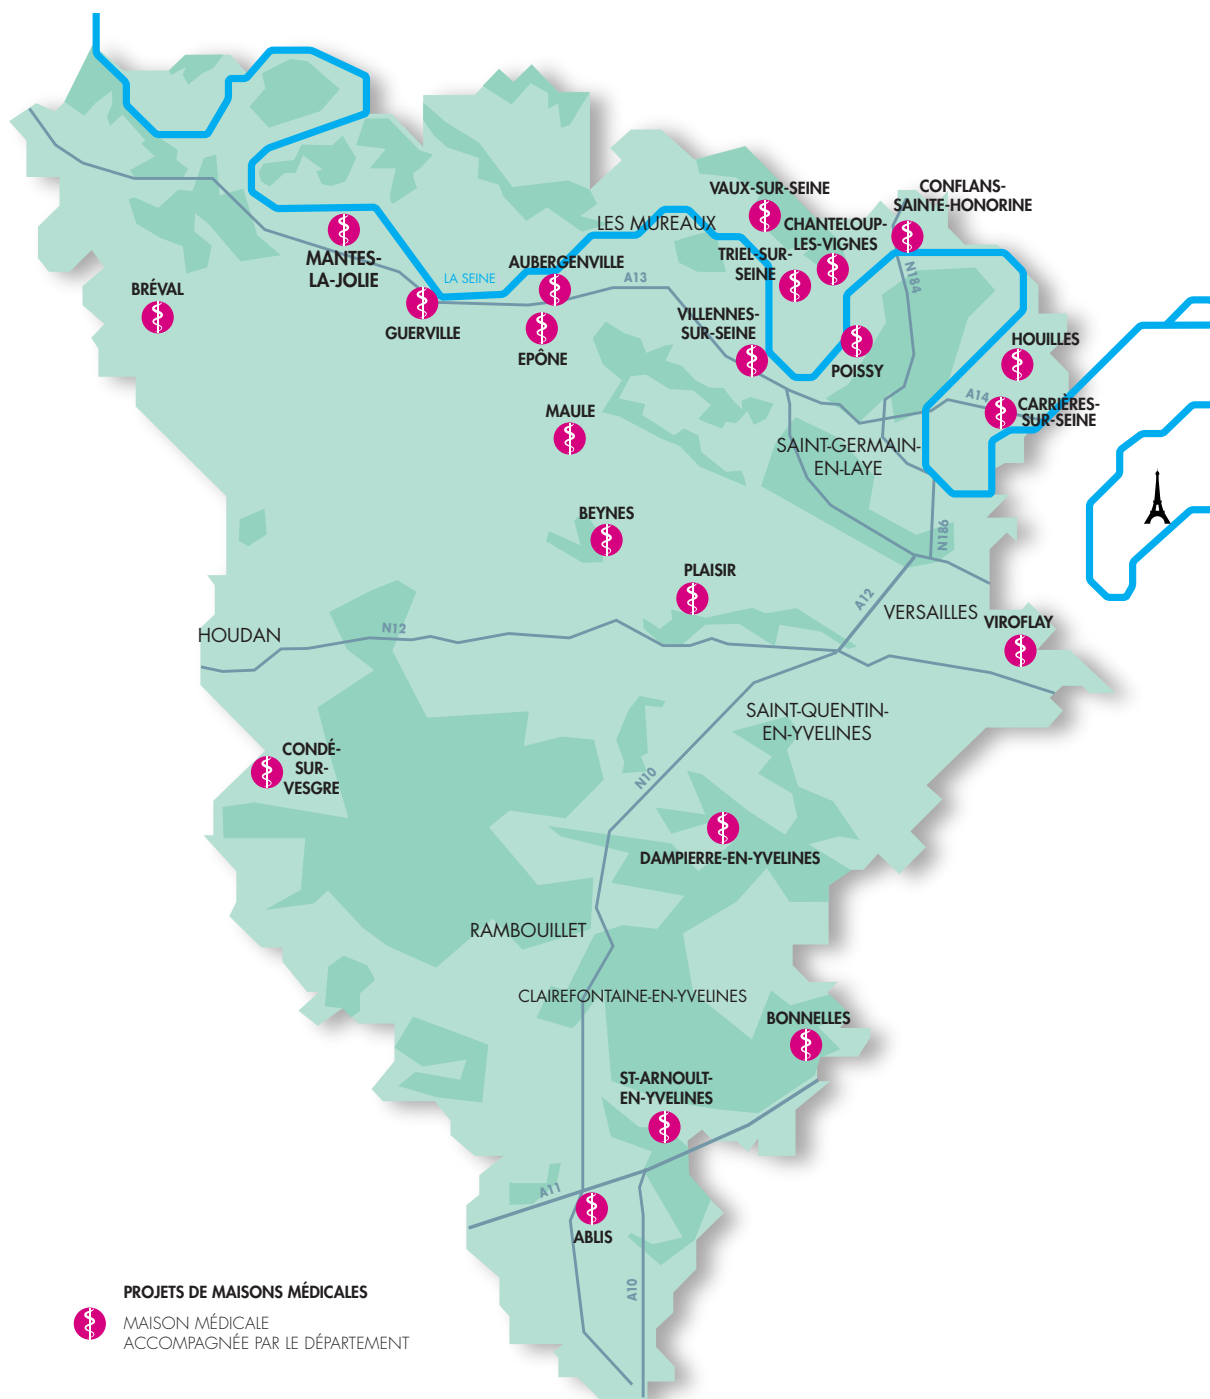 VAUX-SUR-SEINE
CONFLANS-
SAINTE-HONORINE
LES MUREAUX
CHANTELOUP-
LES-VIGNES
MANTES-
LA-JOLIE
AUBERGENVILLE
TRIEL-SUR-
SEINE
LA SEINE
A13
N184
BRÉVAL
GUERVILLE
EPÔNE
VILLENNES-
SUR-SEINE
POISSY
HOUILLES
A14
CARRIÈRES-
SUR-SEINE
MAULE
SAINT-GERMAIN-
EN-LAYE
BEYNES
N186
PLAISIR
A12
VERSAILLES
HOUDAN
N12
VIROFLAY
SAINT-QUENTIN-
EN-YVELINES
CONDÉ-
SUR-
VESGRE
N10
DAMPIERRE-EN-YVELINES
RAMBOUILLET
CLAIREFONTAINE-EN-YVELINES
BONNELLES
ST-ARNOULT-
EN-YVELINES
A11
ABLIS
A10
PROJETS DE MAISONS MÉDICALES
MAISON MÉDICALE
ACCOMPAGNÉE PAR LE DÉPARTEMENT